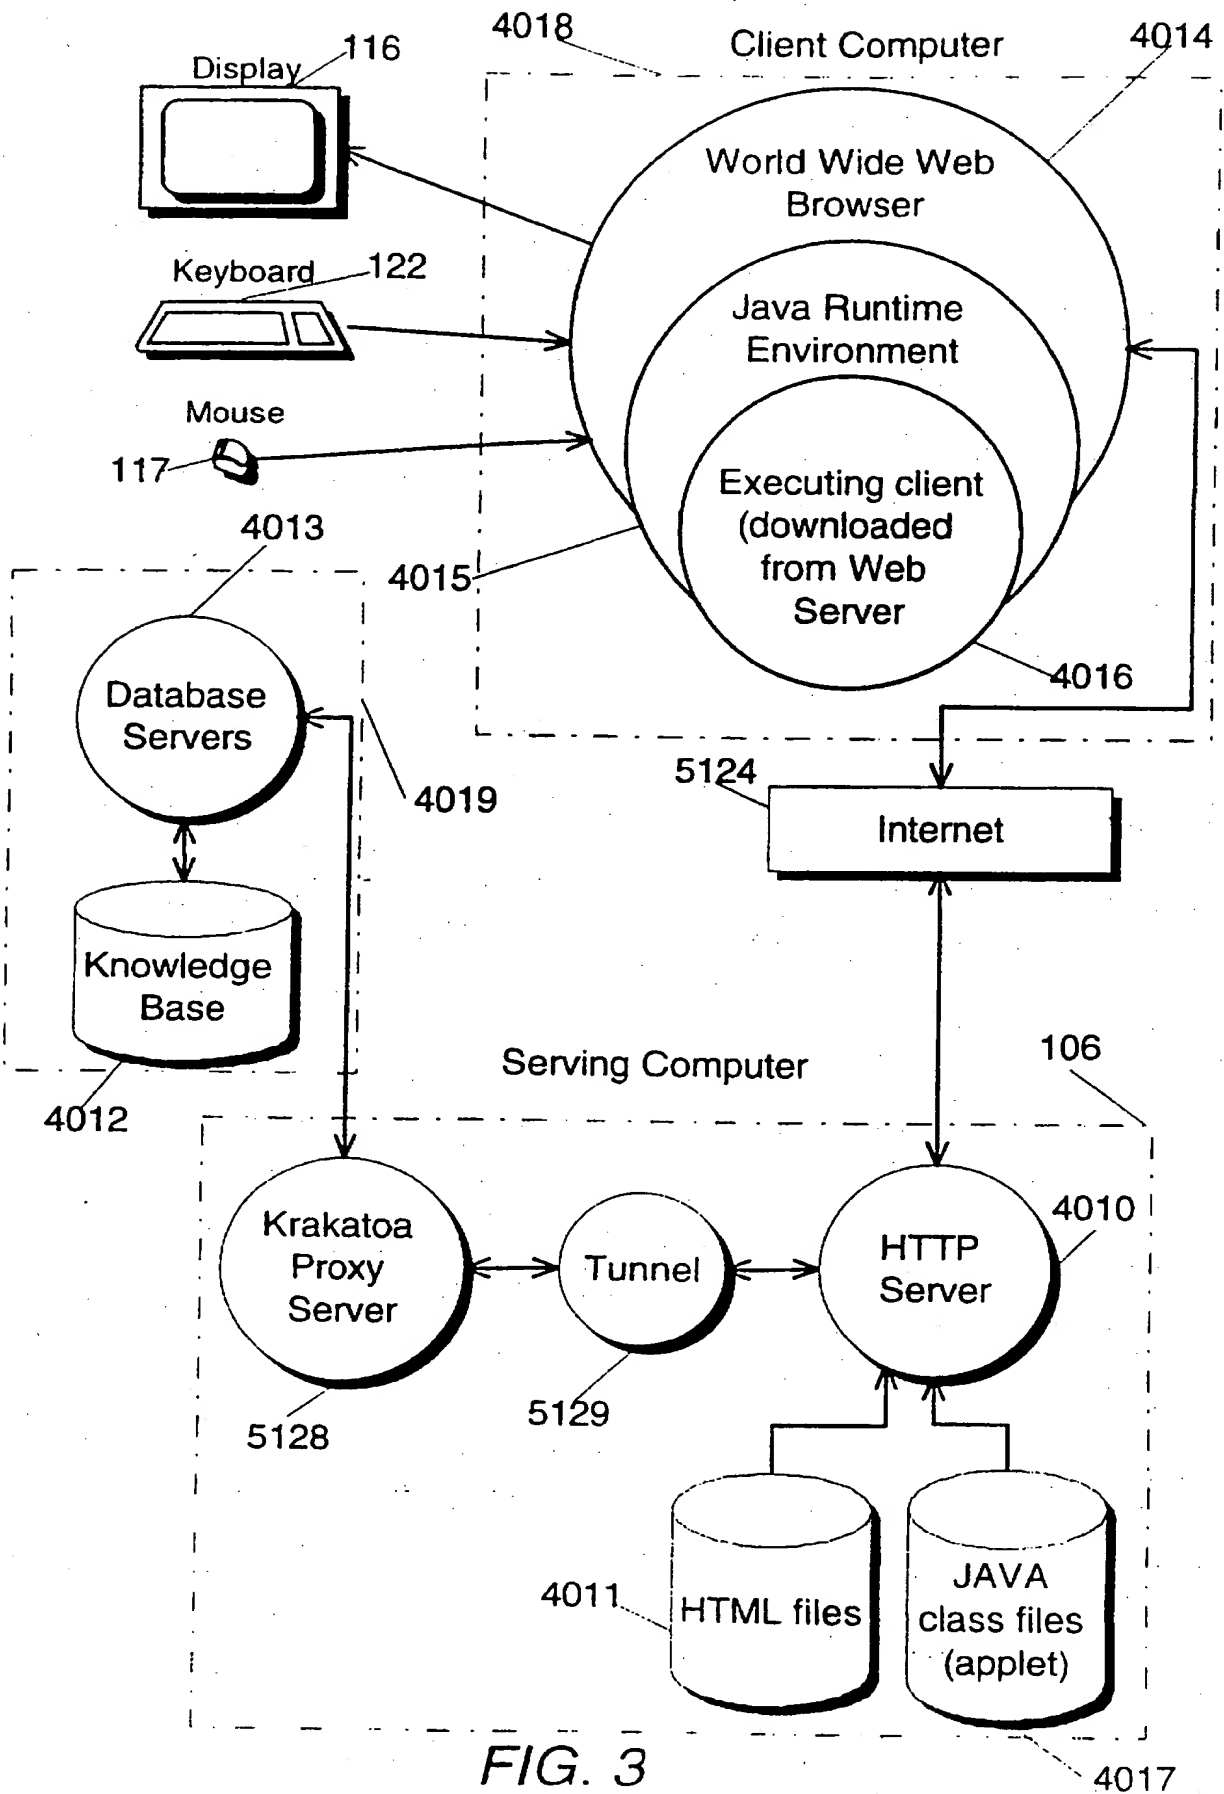 4018
Client Computer
4014
116
Display
World Wide Web
Browser
Keyboard
122
Java Runtime
Environment
Mouse
117
Executing client
(downloaded
from Web
Server
4013
4015
4016
Database
Servers
4019
5124
Internet
Knowledge
Base
4012
Serving Computer
106
Krakatoa
Proxy
Server
Tunnel
HTTP
Server
4010
5128
5129
4011
HTML files
JAVA
class files
(applet)
FIG. 3
4017